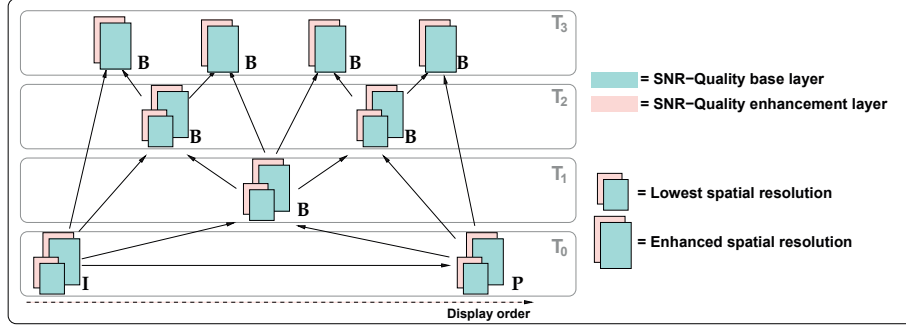 T3
B B B B
= SNR−Quality base layer
T2
= SNR−Quality enhancement layer
B B
T1
= Lowest spatial resolution
B
T0
= Enhanced spatial resolution
I P
Display order